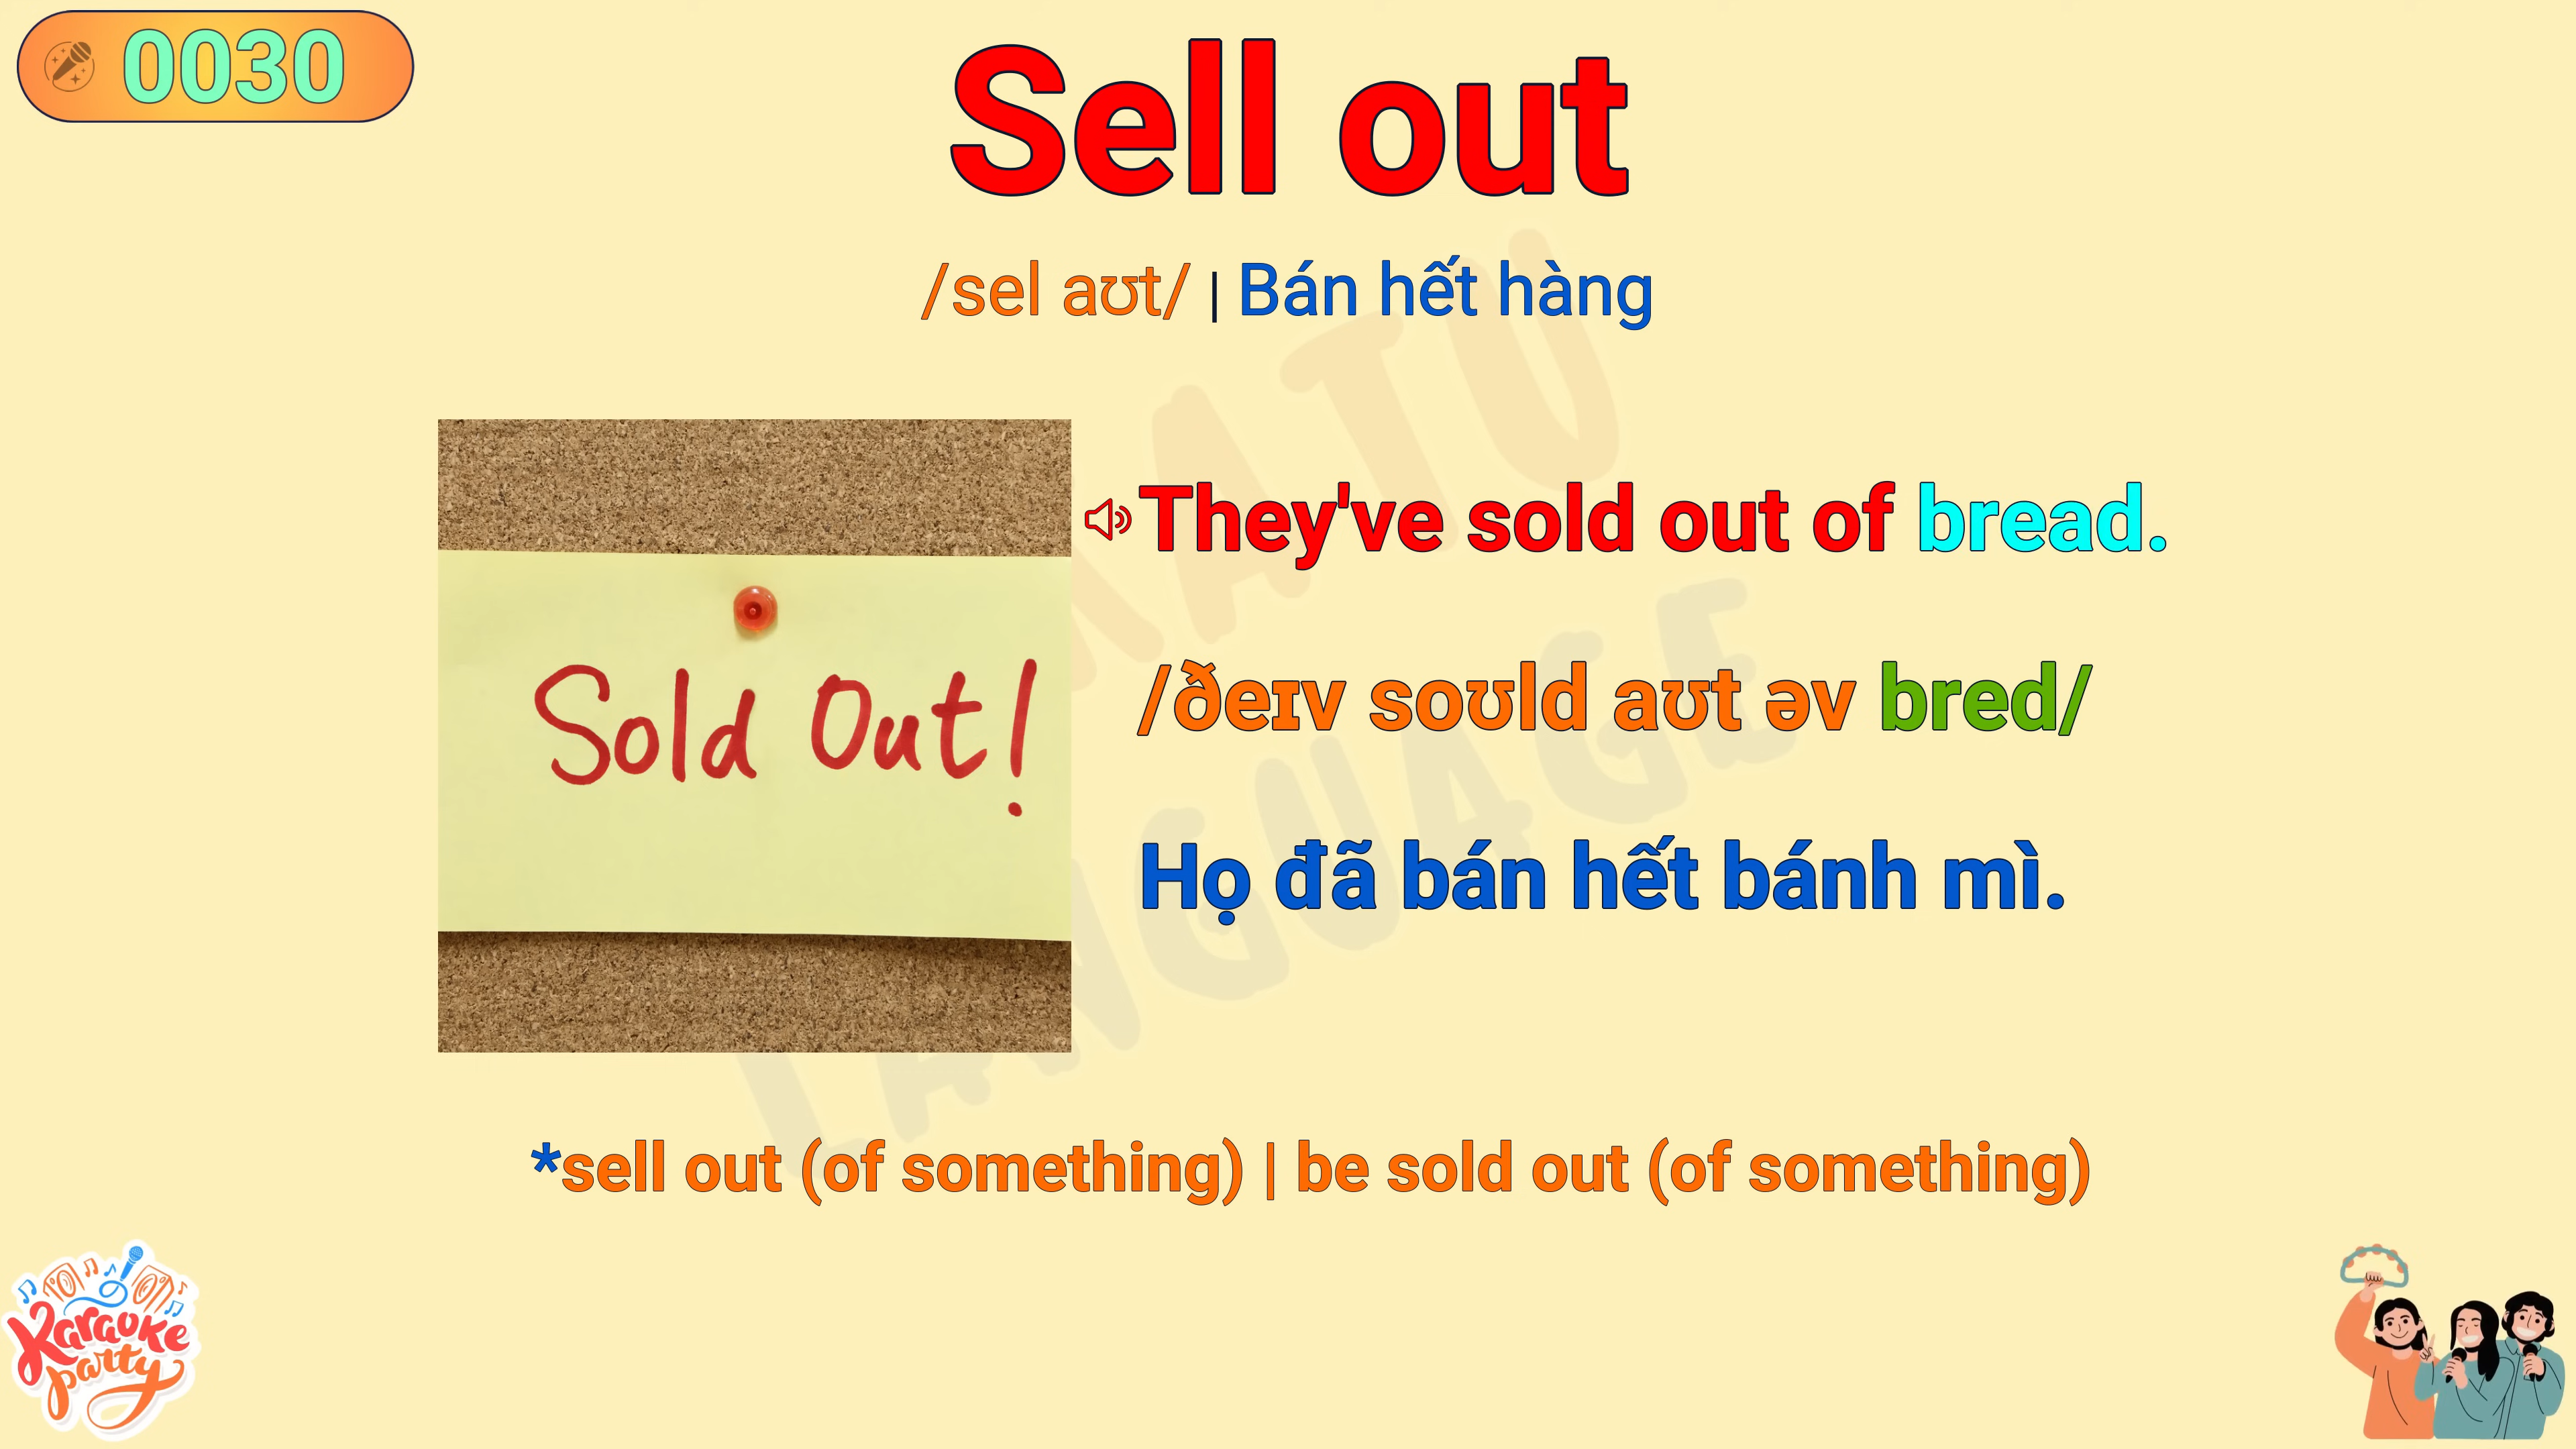 0030
Sell out
/sel aʊt/ | Bán hết hàng
Sold Out!
They've sold out of bread.
/ðeɪv soʊld aʊt əv bred/
Họ đã bán hết bánh mì.
*sell out (of something) | be sold out (of something)
Karaoke
party
LANGUAGE